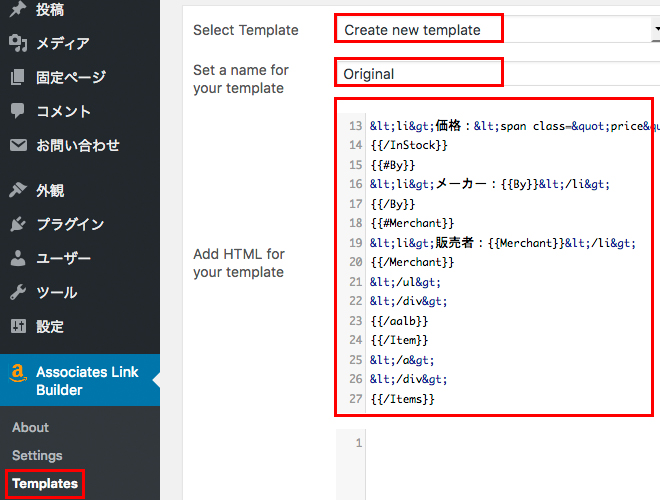 投稿
メディア
固定ページ
コメント
お問い合わせ
外観
プラグイン
ユーザー
ツール
設定
Associates Link
Builder
About
Settings
Templates
Select Template
Create new template
Set a name for
your template
Original
Add HTML for
your template
13 &lt;li&gt;価格：&lt;span class=&quot;price&qu
14 {{/InStock}}
15 {{#By}}
16 &lt;li&gt;メーカー：{{By}}&lt;/li&gt;
17 {{/By}}
18 {{#Merchant}}
19 &lt;li&gt;販売者：{{Merchant}}&lt;/li&gt;
20 {{/Merchant}}
21 &lt;/ul&gt;
22 &lt;/div&gt;
23 {{/aalb}}
24 {{/Item}}
25 &lt;/a&gt;
26 &lt;/div&gt;
27 {{/Items}}
1